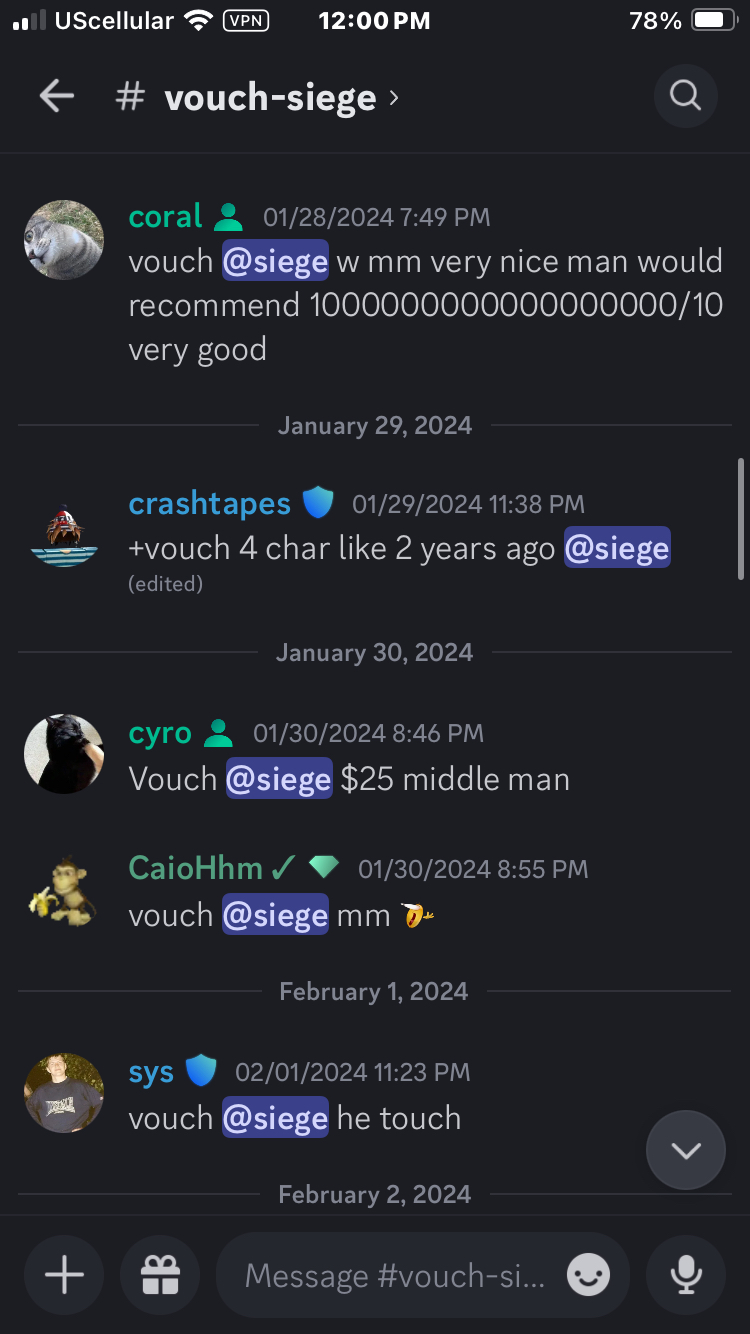 UScellular VPN 12:00 PM 78%
# vouch-siege
coral 01/28/2024 7:49 PM
vouch @siege w mm very nice man would
recommend 1000000000000000000/10
very good
January 29, 2024
crashtapes 01/29/2024 11:38 PM
+vouch 4 char like 2 years ago @siege
(edited)
January 30, 2024
cyro 01/30/2024 8:46 PM
Vouch @siege $25 middle man
CaioHhm ✓ 01/30/2024 8:55 PM
vouch @siege mm
February 1, 2024
sys 02/01/2024 11:23 PM
vouch @siege he touch
February 2, 2024
Message #vouch-si...